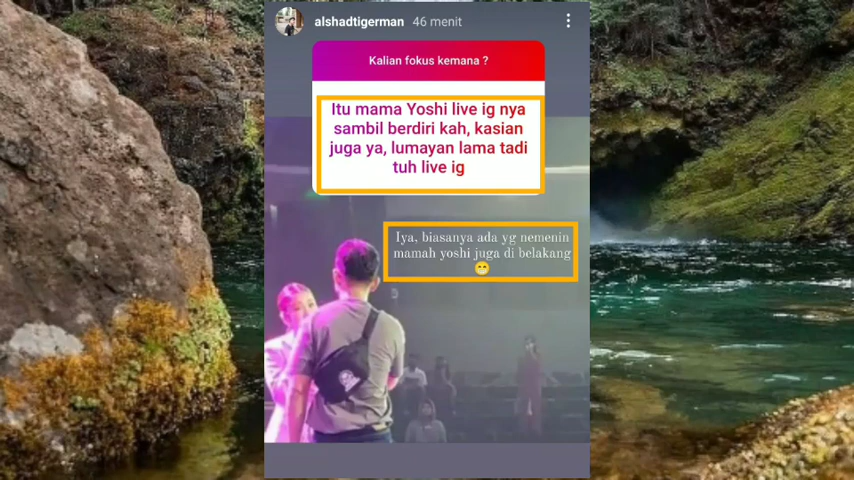 alshadtigerman 46 menit
Kalian fokus kemana ?
Itu mama Yoshi live ig nya
sambil berdiri kah, kasian
juga ya, lumayan lama tadi
tuh live ig
Iya, biasanya ada yg nemenin
mamah yoshi juga di belakang
😁